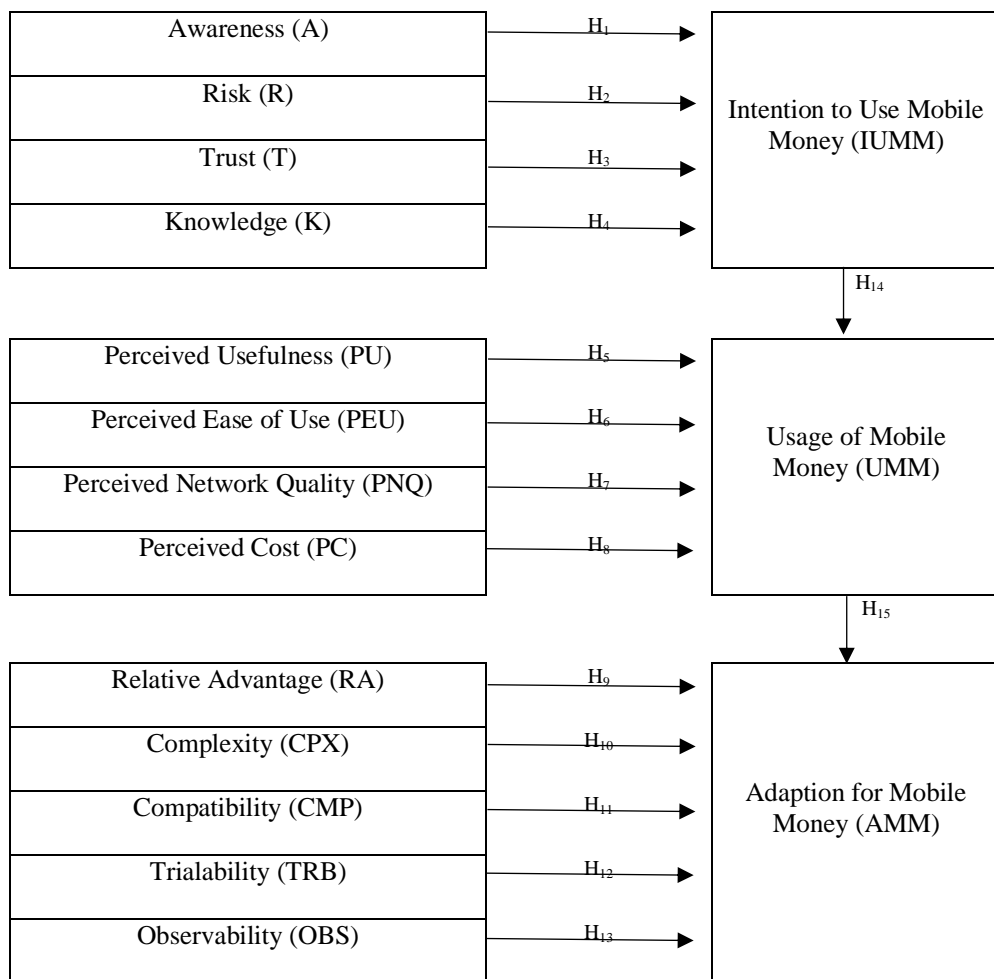 Awareness (A)
H₁
Risk (R)
H₂
Trust (T)
H₃
Knowledge (K)
H₄
Intention to Use Mobile
Money (IUMM)
H₁₄
Perceived Usefulness (PU)
H₅
Perceived Ease of Use (PEU)
H₆
Perceived Network Quality (PNQ)
H₇
Perceived Cost (PC)
H₈
Usage of Mobile
Money (UMM)
H₁₅
Relative Advantage (RA)
H₉
Complexity (CPX)
H₁₀
Compatibility (CMP)
H₁₁
Trialability (TRB)
H₁₂
Observability (OBS)
H₁₃
Adaption for Mobile
Money (AMM)